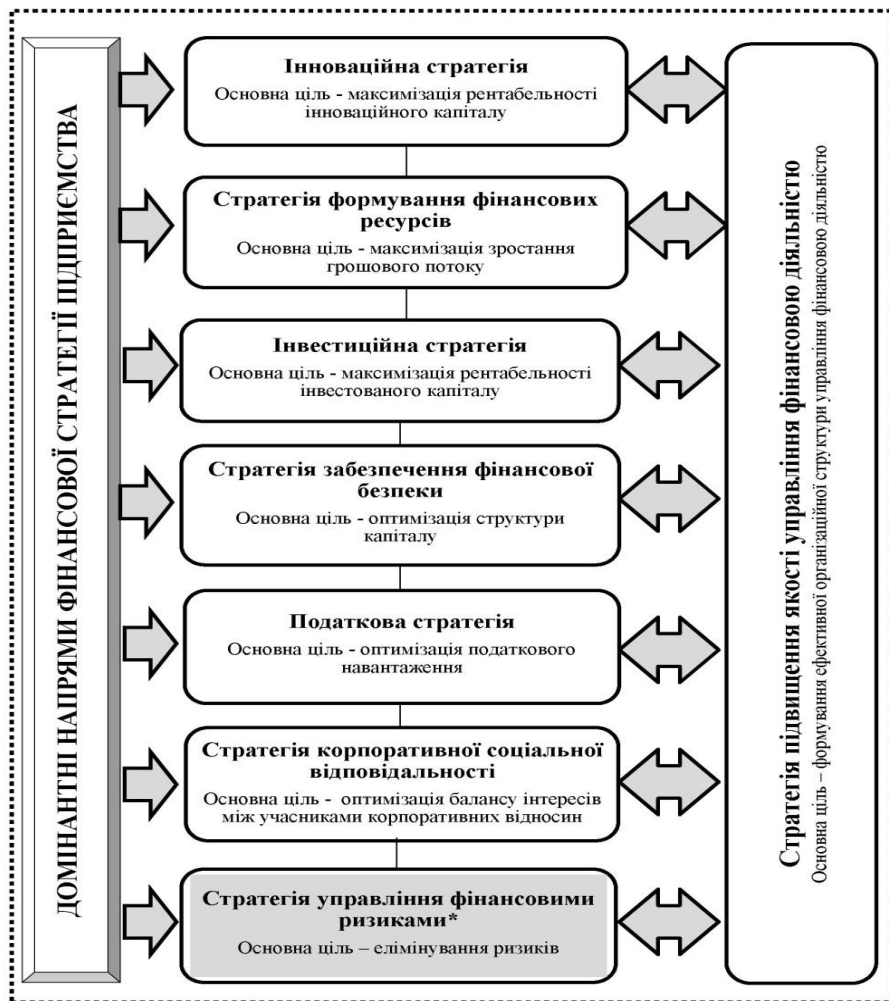 ДОМІНАНТНІ НАПРЯМИ ФІНАНСОВОЇ СТРАТЕГІЇ ПІДПРИЄМСТВА
Інноваційна стратегія
Основна ціль - максимізація рентабельності
інноваційного капіталу
Стратегія формування фінансових
ресурсів
Основна ціль - максимізація зростання
грошового потоку
Інвестиційна стратегія
Основна ціль - максимізація рентабельності
інвестованого капіталу
Стратегія забезпечення фінансової
безпеки
Основна ціль - оптимізація структури
капіталу
Податкова стратегія
Основна ціль - оптимізація податкового
навантаження
Стратегія корпоративної соціальної
відповідальності
Основна ціль - оптимізація балансу інтересів
між учасниками корпоративних відносин
Стратегія управління фінансовими
ризиками*
Основна ціль – елімінування ризиків
Стратегія підвищення якості управління фінансовою діяльністю
Основна ціль – формування ефективної організаційної структури управління фінансовою діяльністю